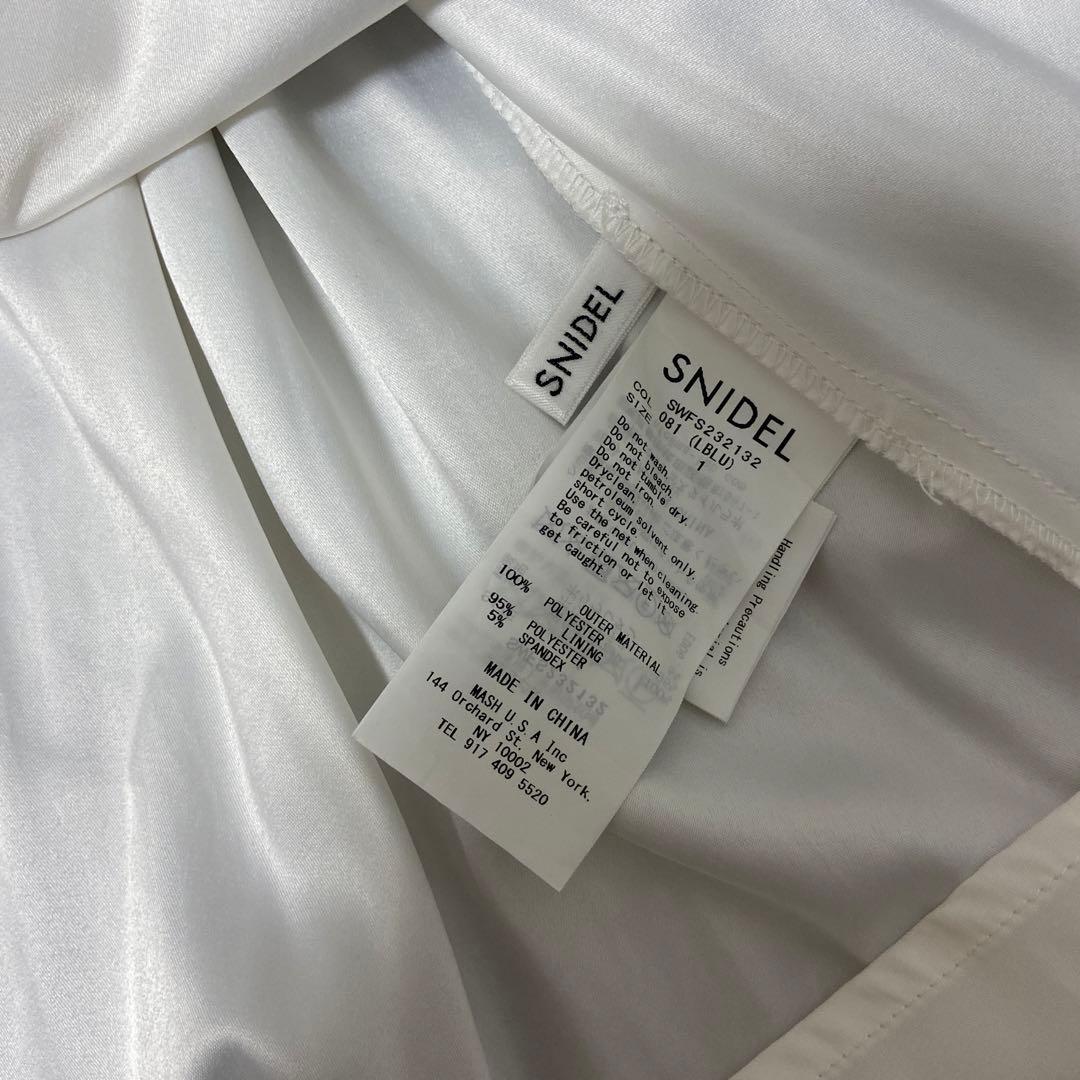 SNIDEL
SNIDEL
SWFS232132
COL 081 (LBLU)
SIZE 1
Do not wash.
Do not bleach.
Do not tumble dry.
Do not iron.
Dryclean,
petroleum solvent only.
short cycle.
Use the net when cleaning.
Be careful not to expose
to friction or let it
get caught.
OUTER MATERIAL
100% POLYESTER
LINING
95% POLYESTER
5% SPANDEX
MADE IN CHINA
MASH U.S.A Inc
144 Orchard St, New York.
NY 10002
TEL 917 409 5520
Handling Precautions
is